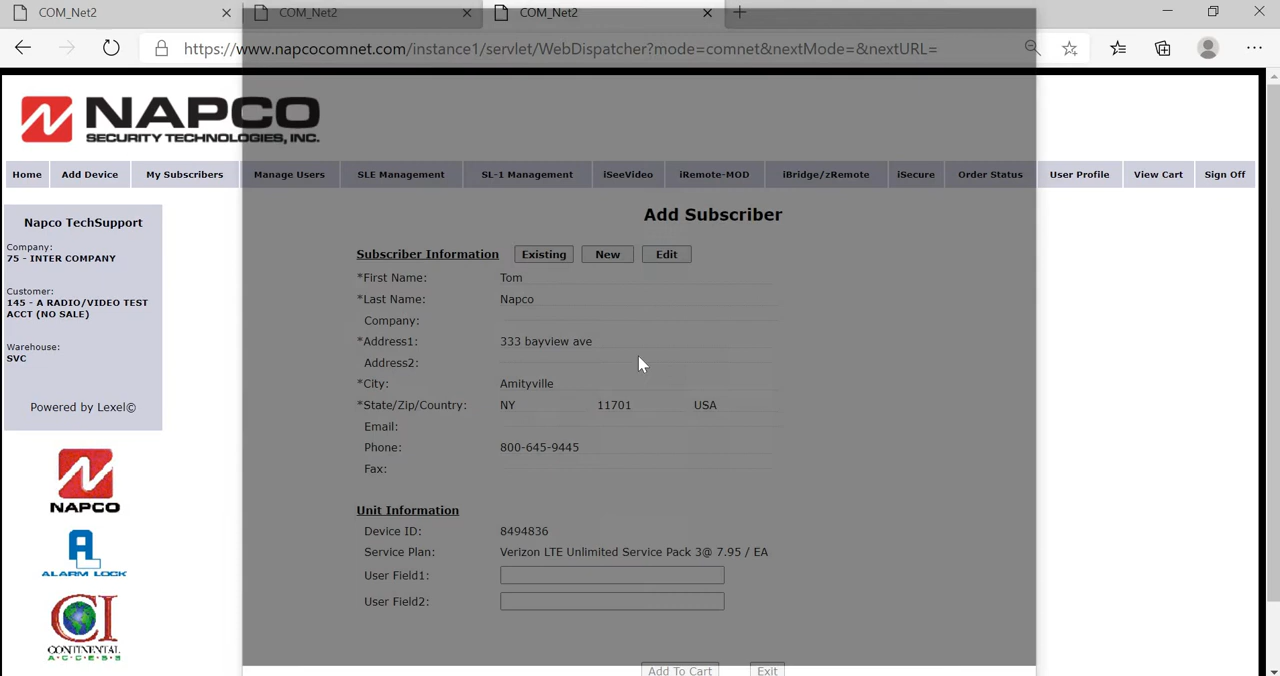 COM_Net2
COM_Net2
COM_Net2
https://www.napcocomnet.com/instance1/servlet/WebDispatcher?mode=comnet&nextMode=&nextURL=
NAPCO
SECURITY TECHNOLOGIES, INC.
Home Add Device My Subscribers Manage Users SLE Management SL-1 Management iSeeVideo iRemote-MOD iBridge/zRemote iSecure Order Status User Profile View Cart Sign Off
Napco TechSupport
Company:
75 - INTER COMPANY
Customer:
145 - A RADIO/VIDEO TEST
ACCT (NO SALE)
Warehouse:
SVC
Powered by Lexel©
NAPCO
AL
ALARM LOCK
CI
CONTINENTAL
A·C·C·E·S·S
Add Subscriber
Subscriber Information Existing New Edit
*First Name: Tom
*Last Name: Napco
Company:
*Address1: 333 bayview ave
Address2:
*City: Amityville
*State/Zip/Country: NY 11701 USA
Email:
Phone: 800-645-9445
Fax:
Unit Information
Device ID: 8494836
Service Plan: Verizon LTE Unlimited Service Pack 3@ 7.95 / EA
User Field1:
User Field2:
Add To Cart Exit